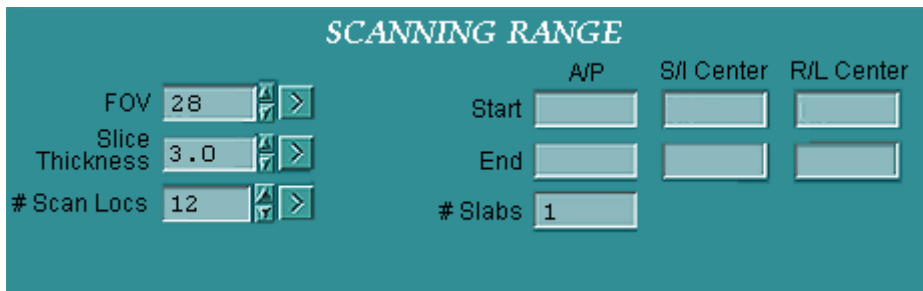 SCANNING RANGE
A/P S/I Center R/L Center
FOV 28 > Start
Slice
Thickness 3.0 > End
# Scan Locs 12 > # Slabs 1